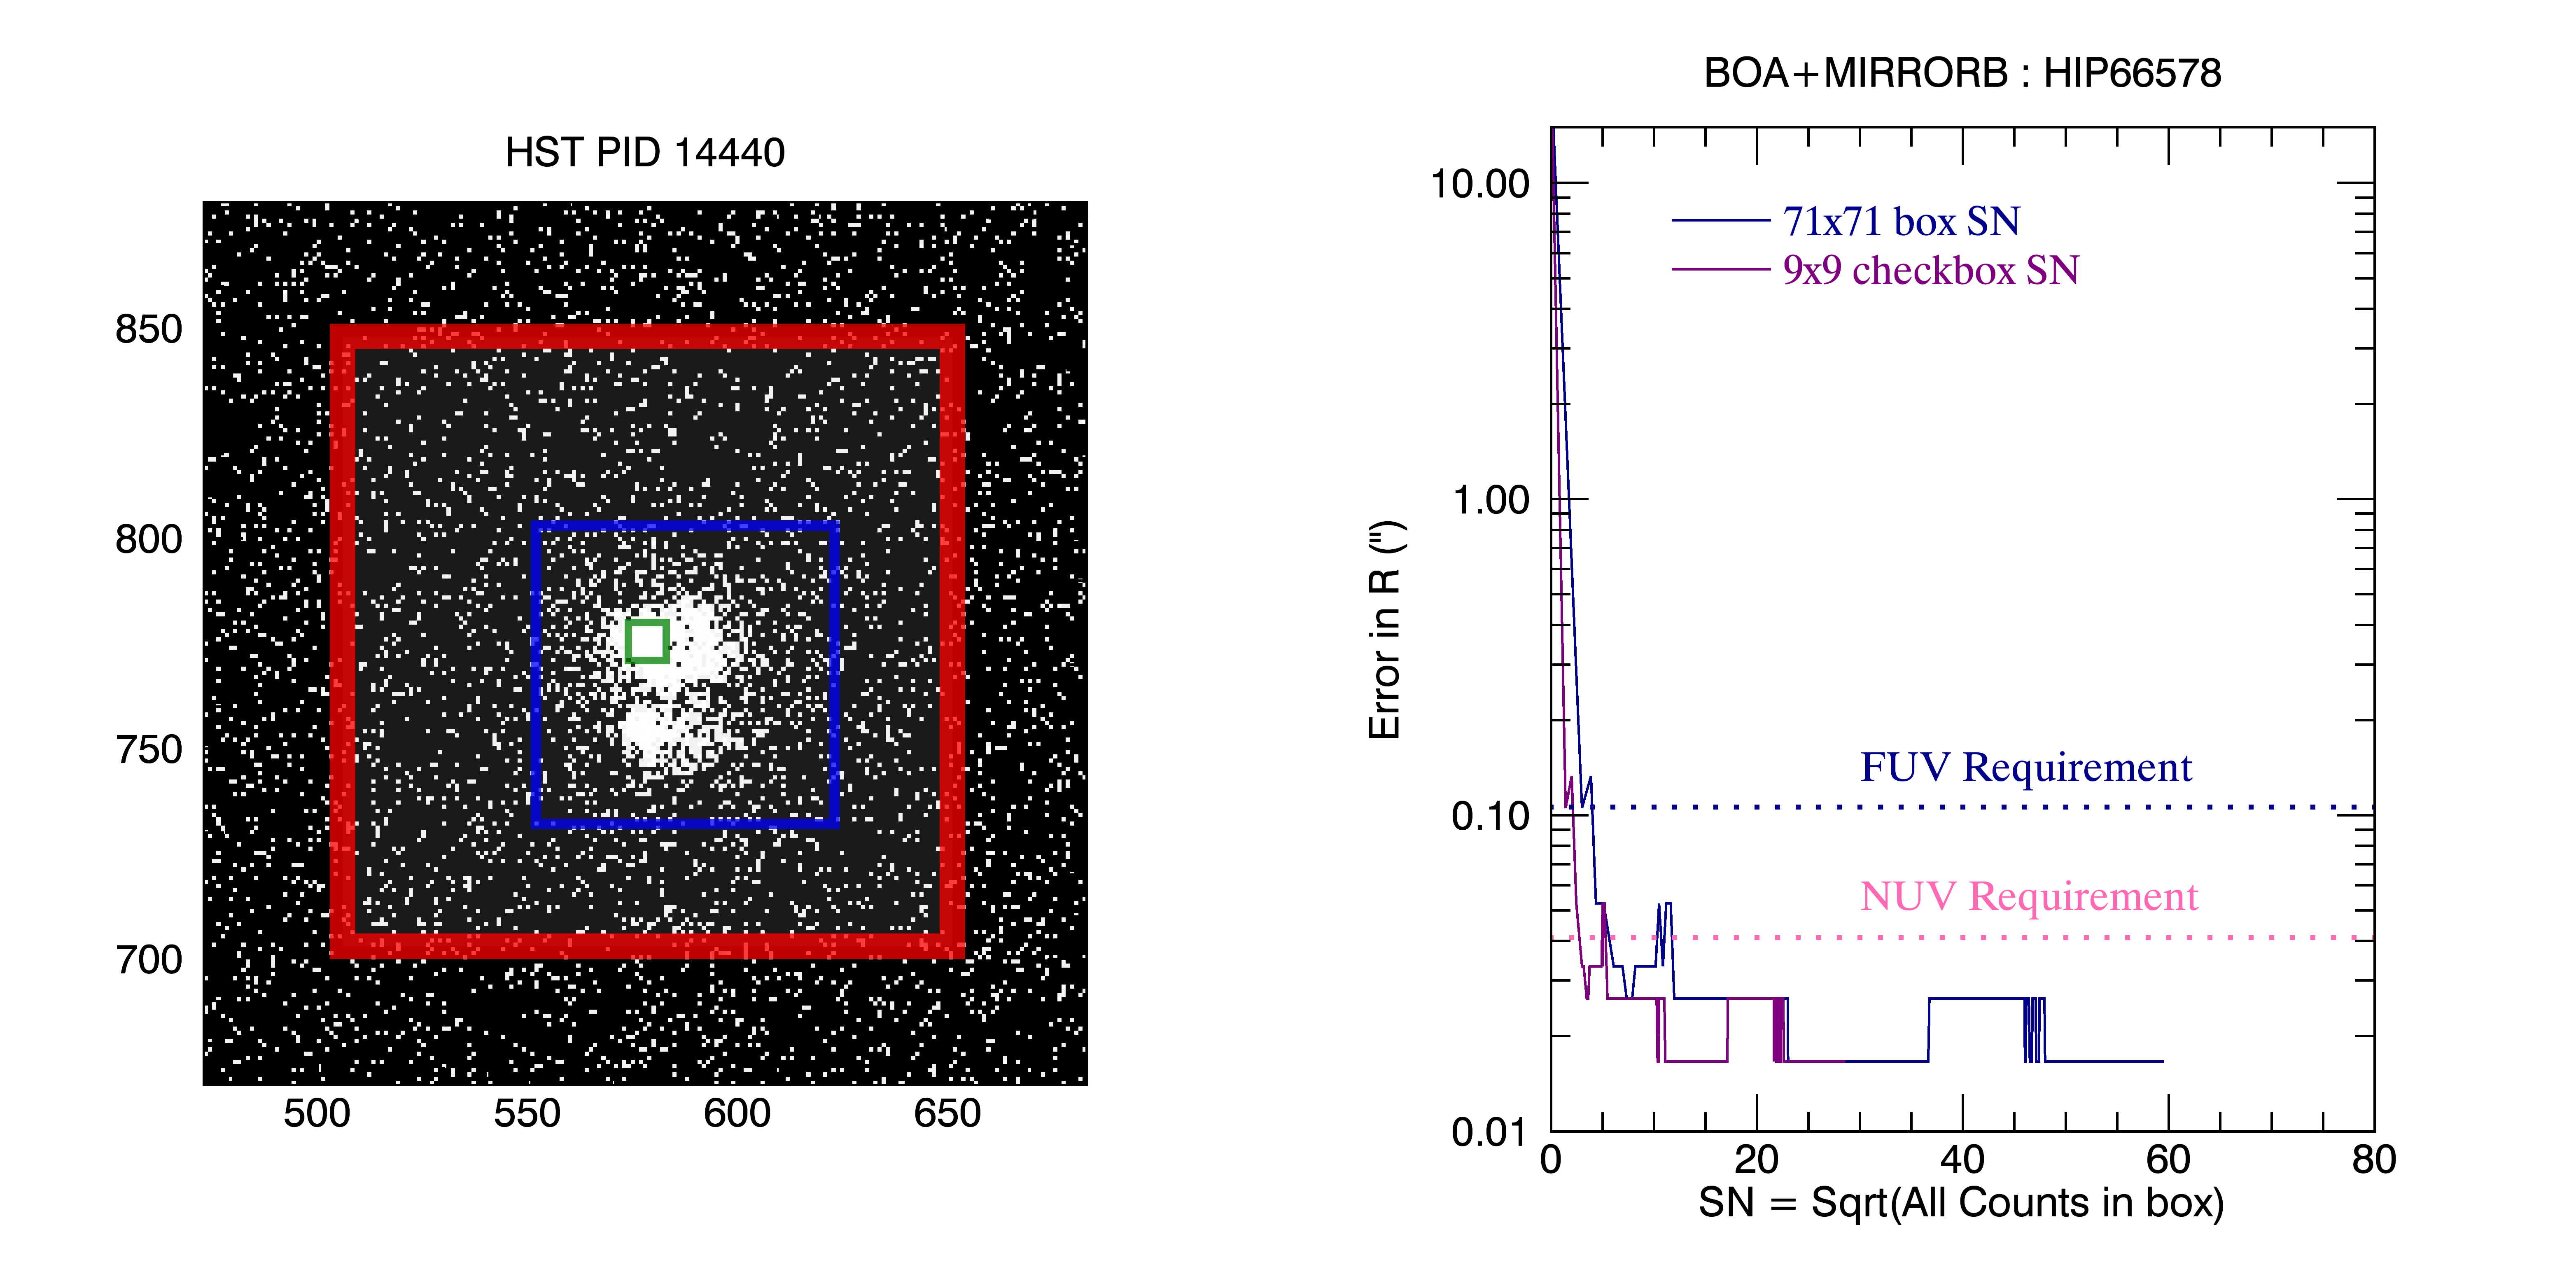 HST PID 14440
850
800
750
700
500 550 600 650
BOA+MIRRORB : HIP66578
10.00
1.00
0.10
0.01
Error in R (")
71x71 box SN
9x9 checkbox SN
FUV Requirement
NUV Requirement
0 20 40 60 80
SN = Sqrt(All Counts in box)